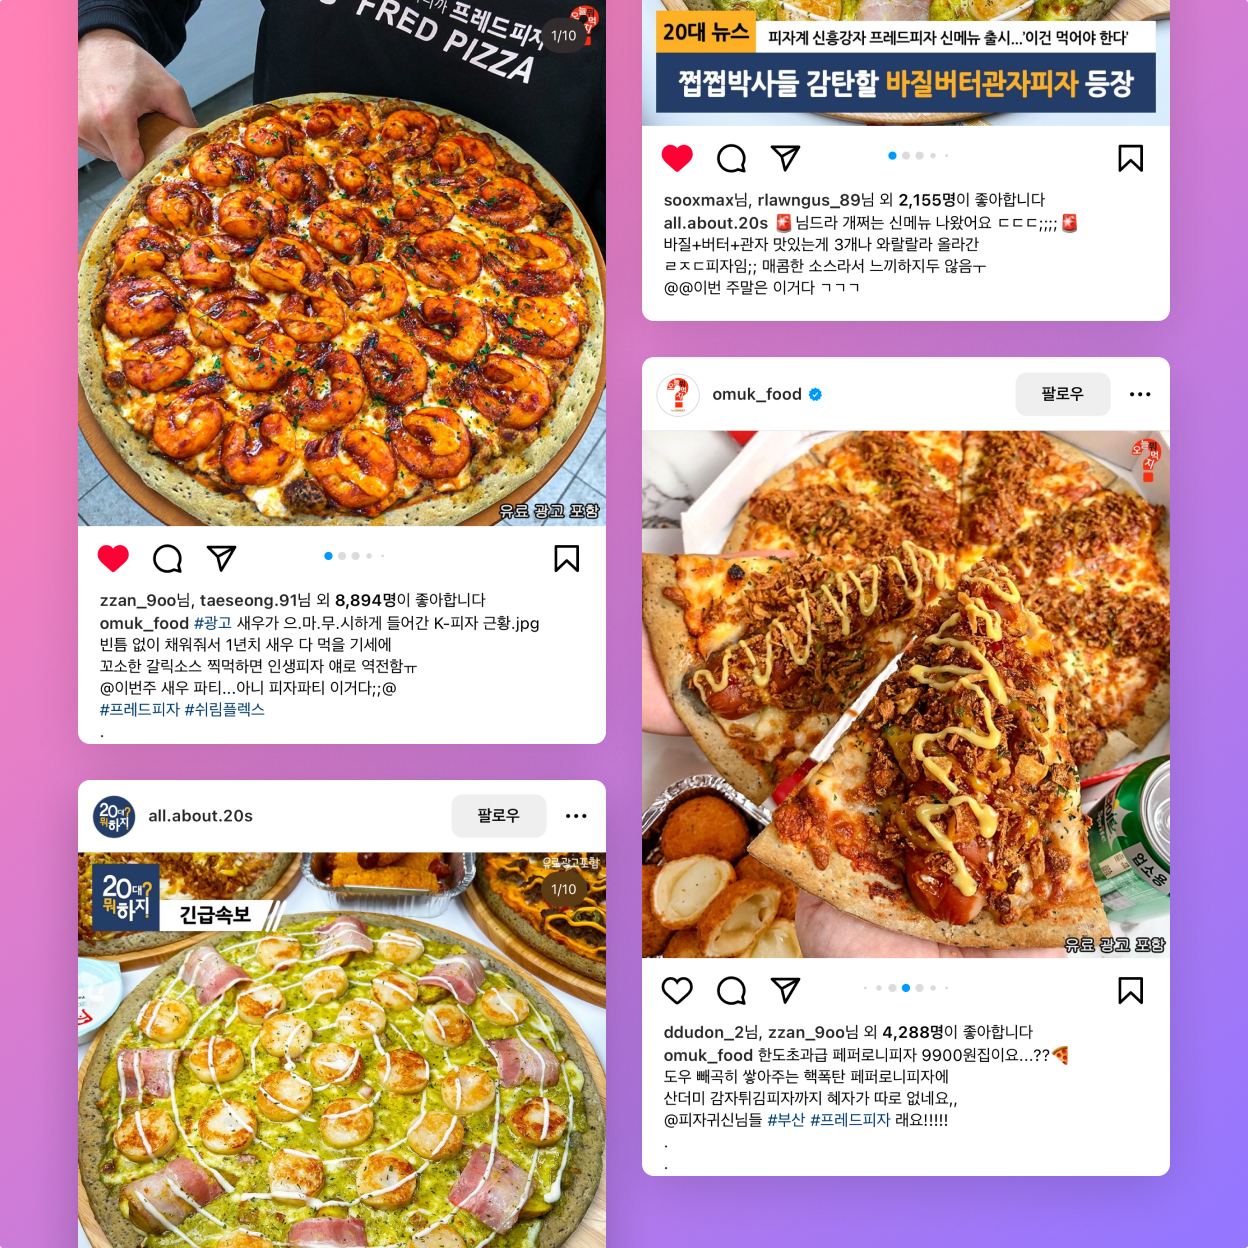 프레드피자
FRED PIZZA
1/10
유료 광고 포함
zzan_9oo님, taeseong.91님 외 8,894명이 좋아합니다
omuk_food #광고 새우가 으.마.무.시하게 들어간 K-피자 근황.jpg
빈틈 없이 채워줘서 1년치 새우 다 먹을 기세에
꼬소한 갈릭소스 찍먹하면 인생피자 얘로 역전함ㅠ
@이번주 새우 파티...아니 피자파티 이거다;;@
#프레드피자 #쉬림플렉스
.
all.about.20s
팔로우
유료광고포함
1/10
20대?
뭐하지
긴급속보
20대 뉴스
피자계 신흥강자 프레드피자 신메뉴 출시...'이건 먹어야 한다'
쩝쩝박사들 감탄할 바질버터관자피자 등장
sooxmax님, rlawngus_89님 외 2,155명이 좋아합니다
all.about.20s 🚨님드라 개쩌는 신메뉴 나왔어요 ㄷㄷㄷ;;;;🚨
바질+버터+관자 맛있는게 3개나 와랄랄라 올라간
ㄹㅈㄷ피자임;; 매콤한 소스라서 느끼하지두 않음ㅜ
@@이번 주말은 이거다 ㄱㄱㄱ
omuk_food
팔로우
오늘뭐먹지
유료 광고 포함
ddudon_2님, zzan_9oo님 외 4,288명이 좋아합니다
omuk_food 한도초과급 페퍼로니피자 9900원집이요...??🍕
도우 빼곡히 쌓아주는 핵폭탄 페퍼로니피자에
산더미 감자튀김피자까지 혜자가 따로 없네요,,
@피자귀신님들 #부산 #프레드피자 래요!!!!!
.
.